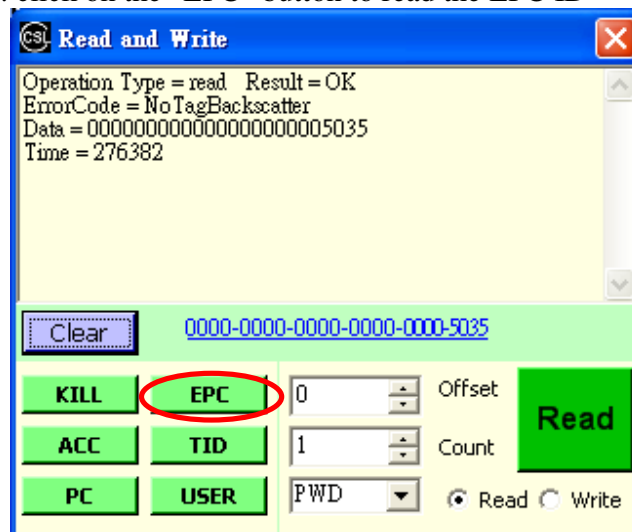 click on the "EPC" button to read the EPC ID
CSL Read and Write
Operation Type = read Result = OK
ErrorCode = NoTagBackscatter
Data = 000000000000000000005035
Time = 276382
Clear 0000-0000-0000-0000-0000-5035
KILL EPC 0 Offset
Read
ACC TID 1 Count
PC USER PWD Read Write